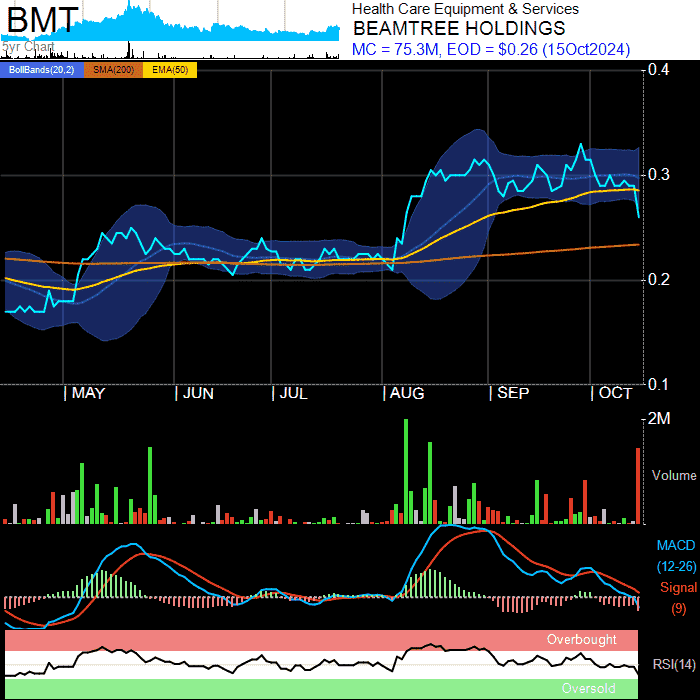 BMT
5yr Chart
Health Care Equipment & Services
BEAMTREE HOLDINGS
MC = 75.3M, EOD = $0.26 (15Oct2024)
BollBands(20,2) SMA(200) EMA(50)
0.4
0.3
0.2
0.1
| MAY | JUN | JUL | AUG | SEP | OCT
2M
Volume
MACD
(12-26)
Signal
(9)
Overbought
RSI(14)
Oversold